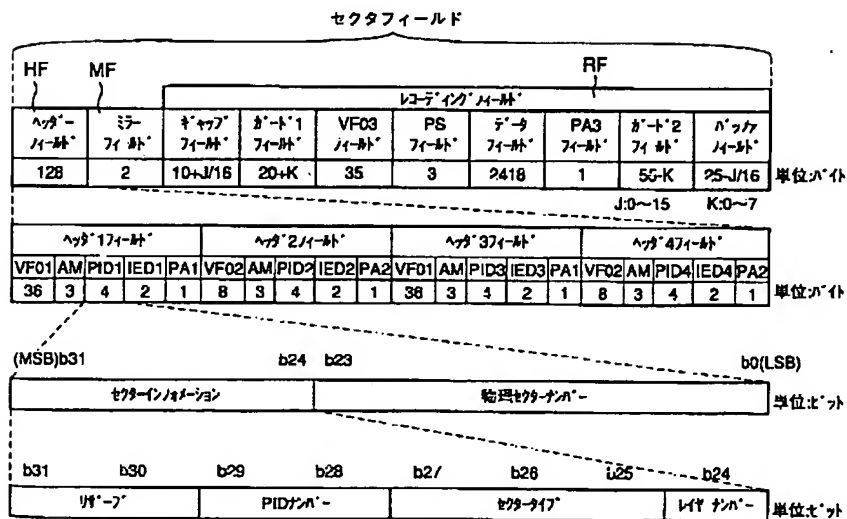 セクタフィールド
HF MF RF
レコーディングフィールド
ヘッダーフィールド ミラーフィールド ギャップフィールド ガード1フィールド VFO3フィールド PSフィールド データフィールド PA3フィールド ガード2フィールド バッファフィールド
128 2 10+J/16 20+K 35 3 2418 1 55-K 25-J/16 単位:バイト
J:0~15 K:0~7
ヘッダ1フィールド ヘッダ2フィールド ヘッダ3フィールド ヘッダ4フィールド
VFO1 AM PID1 IED1 PA1 VFO2 AM PID2 IED2 PA2 VFO1 AM PID3 IED3 PA1 VFO2 AM PID4 IED4 PA2
36 3 4 2 1 8 3 4 2 1 36 3 4 2 1 8 3 4 2 1 単位:バイト
(MSB)b31 b24 b23 b0(LSB)
セクターインフォメーション 物理セクターナンバー 単位:ビット
b31 b30 b29 b28 b27 b26 b25 b24
リザーブ PIDナンバー セクタータイプ レイヤナンバー 単位:ビット